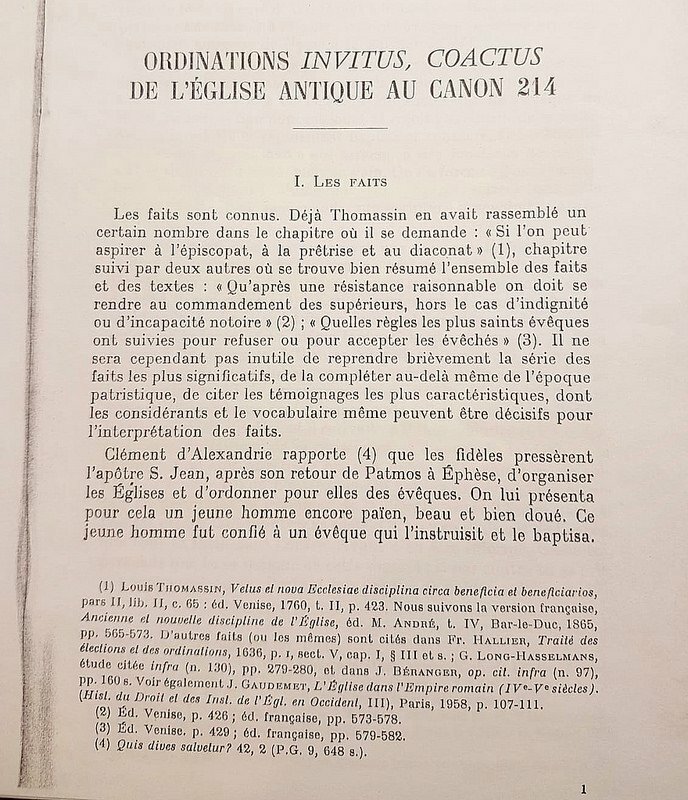 ORDINATIONS INVITUS, COACTUS
DE L'ÉGLISE ANTIQUE AU CANON 214
I. LES FAITS
Les faits sont connus. Déjà Thomassin en avait rassemblé un
certain nombre dans le chapitre où il se demande : « Si l'on peut
aspirer à l'épiscopat, à la prêtrise et au diaconat » (1), chapitre
suivi par deux autres où se trouve bien résumé l'ensemble des faits
et des textes : « Qu'après une résistance raisonnable on doit se
rendre au commandement des supérieurs, hors le cas d'indignité
ou d'incapacité notoire » (2) ; « Quelles règles les plus saints évêques
ont suivies pour refuser ou pour accepter les évêchés » (3). Il ne
sera cependant pas inutile de reprendre brièvement la série des
faits les plus significatifs, de la compléter au-delà même de l'époque
patristique, de citer les témoignages les plus caractéristiques, dont
les considérants et le vocabulaire même peuvent être décisifs pour
l'interprétation des faits.
Clément d'Alexandrie rapporte (4) que les fidèles pressèrent
l'apôtre S. Jean, après son retour de Patmos à Éphèse, d'organiser
les Églises et d'ordonner pour elles des évêques. On lui présenta
pour cela un jeune homme encore païen, beau et bien doué. Ce
jeune homme fut confié à un évêque qui l'instruisit et le baptisa.
(1) Louis THOMASSIN, Vetus et nova Ecclesiae disciplina circa beneficia et beneficiarios,
pars II, lib. II, c. 65 : éd. Venise, 1760, t. II, p. 423. Nous suivons la version française,
Ancienne et nouvelle discipline de l'Église, éd. M. ANDRÉ, t. IV, Bar-le-Duc, 1865,
pp. 565-573. D'autres faits (ou les mêmes) sont cités dans Fr. HALLIER, Traité des
élections et des ordinations, 1636, p. I, sect. V, cap. I, § III et s. ; G. LONG-HASSELMANS,
étude citée infra (n. 130), pp. 279-280, et dans J. BÉRANGER, op. cit. infra (n. 97),
pp. 160 s. Voir également J. GAUDEMET, L'Église dans l'Empire romain (IVe-Ve siècles).
(Hist. du Droit et des Inst. de l'Égl. en Occident, III), Paris, 1958, p. 107-111.
(2) Éd. Venise, p. 426 ; éd. française, pp. 573-578.
(3) Éd. Venise. p. 429 ; éd. française, pp. 579-582.
(4) Quis dives salvetur? 42, 2 (P.G. 9, 648 s.).
1